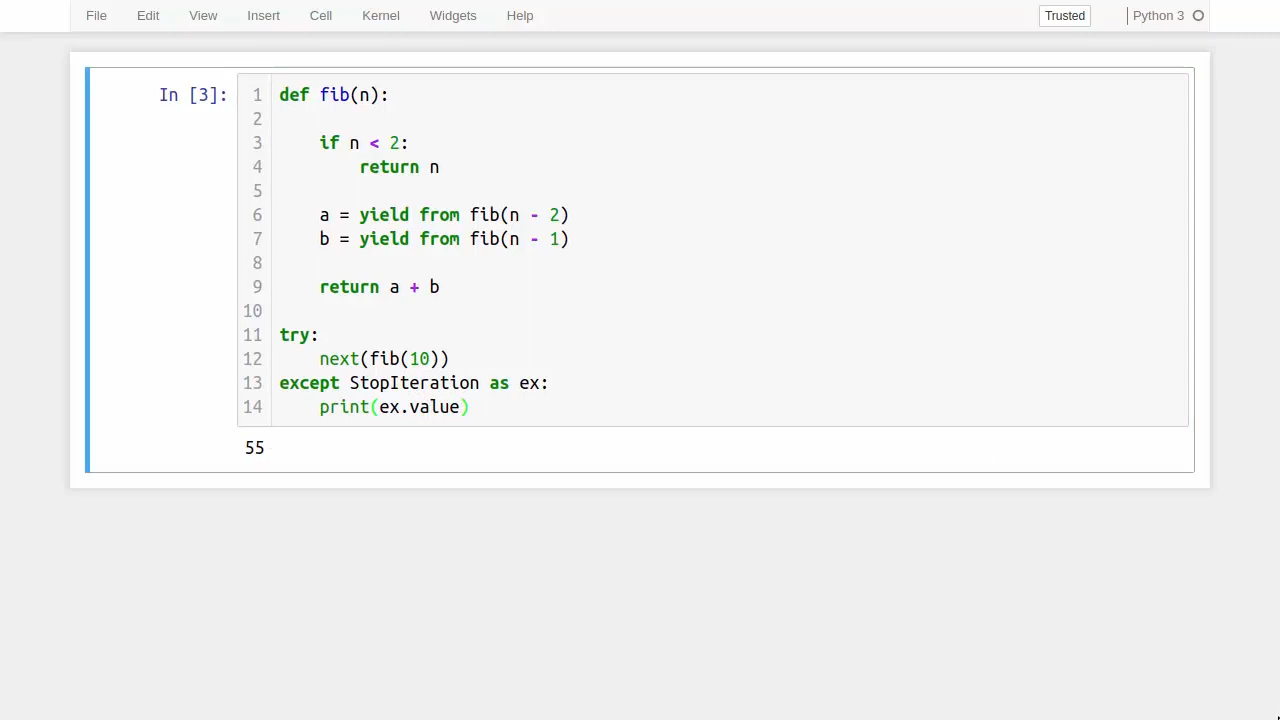 File Edit View Insert Cell Kernel Widgets Help Trusted Python 3
In [3]:
1 def fib(n):
2
3     if n < 2:
4         return n
5
6     a = yield from fib(n - 2)
7     b = yield from fib(n - 1)
8
9     return a + b
10
11 try:
12     next(fib(10))
13 except StopIteration as ex:
14     print(ex.value)
55